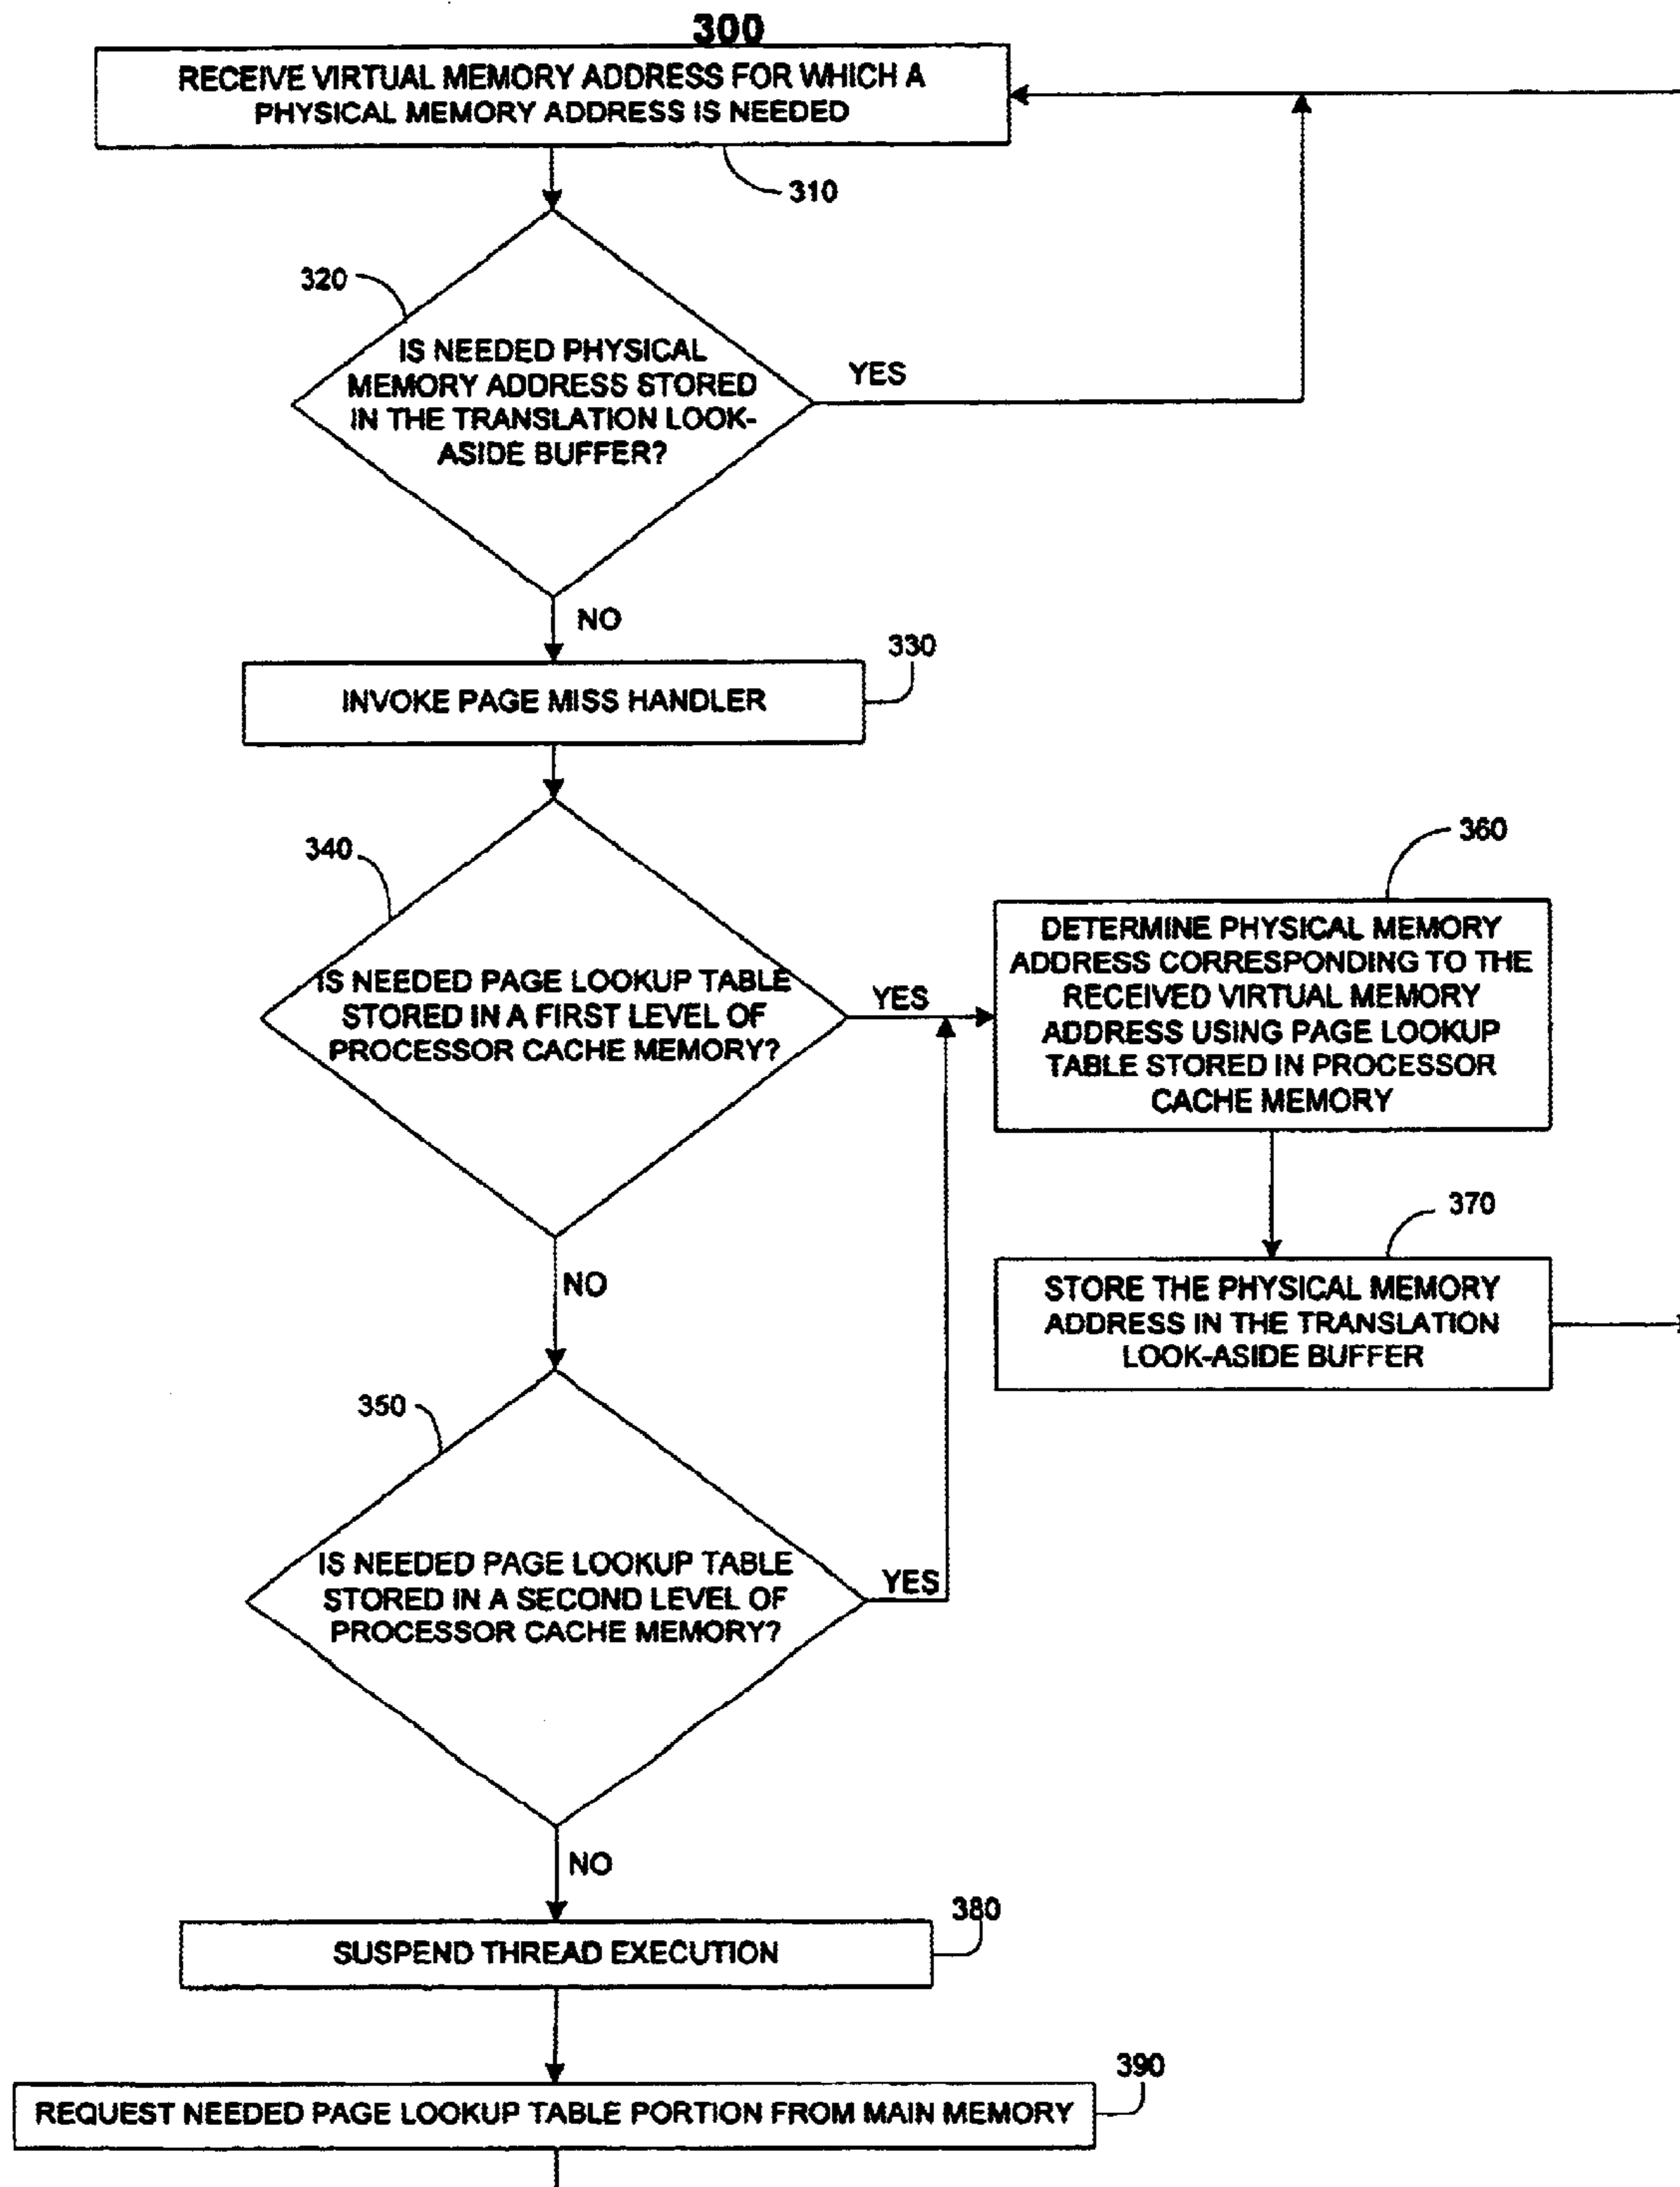 300
RECEIVE VIRTUAL MEMORY ADDRESS FOR WHICH A
PHYSICAL MEMORY ADDRESS IS NEEDED
310
320
IS NEEDED PHYSICAL
MEMORY ADDRESS STORED
IN THE TRANSLATION LOOK-
ASIDE BUFFER?
YES
NO
330
INVOKE PAGE MISS HANDLER
340
IS NEEDED PAGE LOOKUP TABLE
STORED IN A FIRST LEVEL OF
PROCESSOR CACHE MEMORY?
YES
360
DETERMINE PHYSICAL MEMORY
ADDRESS CORRESPONDING TO THE
RECEIVED VIRTUAL MEMORY
ADDRESS USING PAGE LOOKUP
TABLE STORED IN PROCESSOR
CACHE MEMORY
370
STORE THE PHYSICAL MEMORY
ADDRESS IN THE TRANSLATION
LOOK-ASIDE BUFFER
NO
350
IS NEEDED PAGE LOOKUP TABLE
STORED IN A SECOND LEVEL OF
PROCESSOR CACHE MEMORY?
YES
NO
380
SUSPEND THREAD EXECUTION
390
REQUEST NEEDED PAGE LOOKUP TABLE PORTION FROM MAIN MEMORY